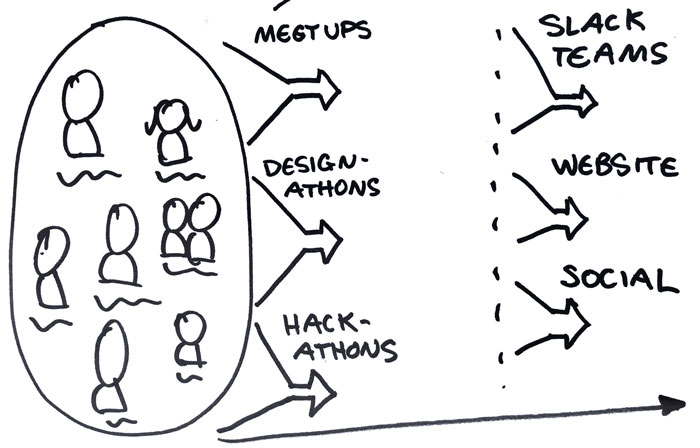 MEETUPS
DESIGN-
ATHONS
HACK-
ATHONS
SLACK
TEAMS
WEBSITE
SOCIAL